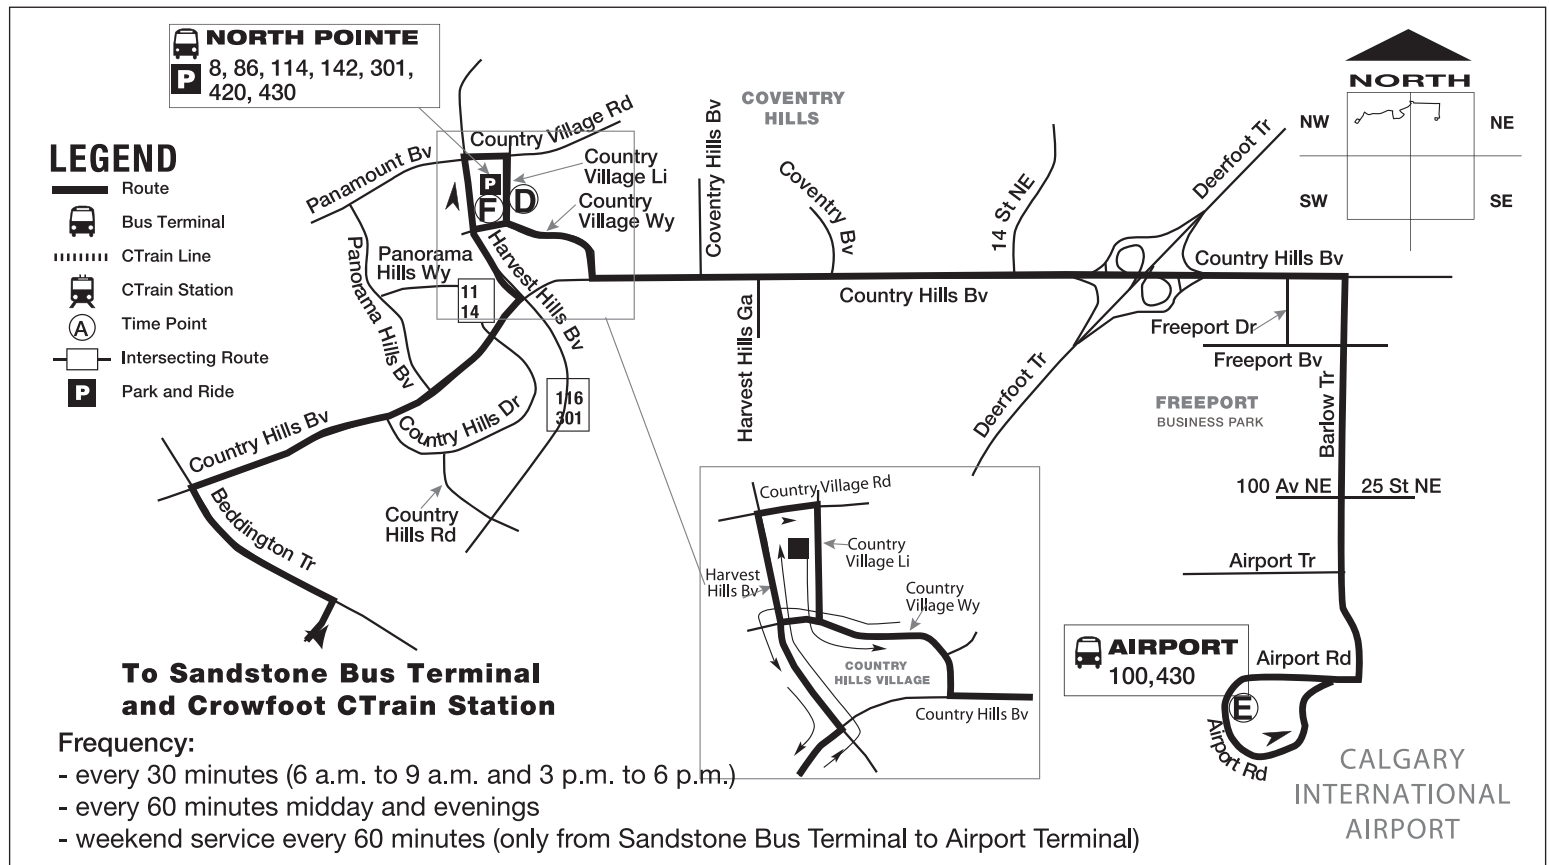 NORTH POINTE
8, 86, 114, 142, 301,
420, 430
LEGEND
Route
Bus Terminal
CTrain Line
CTrain Station
A
Time Point
Intersecting Route
P
Park and Ride
P
Country Village Rd
Panamount Bv
Country
Village Li
P
F
D
Country
Village Wy
Panorama
Hills Wy
Panorama Hills Bv
Harvest Hills Bv
11
14
116
301
Country Hills Bv
Country Hills Dr
Country
Hills Rd
Beddington Tr
COVENTRY
HILLS
Coventry Hills Bv
Coventry Bv
14 St NE
Deerfoot Tr
Country Hills Bv
Country Hills Bv
Harvest Hills Ga
Deerfoot Tr
Freeport Dr
Freeport Bv
FREEPORT
BUSINESS PARK
Barlow Tr
100 Av NE
25 St NE
Airport Tr
NORTH
NW
NE
SW
SE
Country Village Rd
Country
Village Li
Harvest
Hills Bv
Country
Village Wy
COUNTRY
HILLS VILLAGE
Country Hills Bv
AIRPORT
100,430
Airport Rd
E
Airport Rd
CALGARY
INTERNATIONAL
AIRPORT
To Sandstone Bus Terminal
and Crowfoot CTrain Station
Frequency:
- every 30 minutes (6 a.m. to 9 a.m. and 3 p.m. to 6 p.m.)
- every 60 minutes midday and evenings
- weekend service every 60 minutes (only from Sandstone Bus Terminal to Airport Terminal)